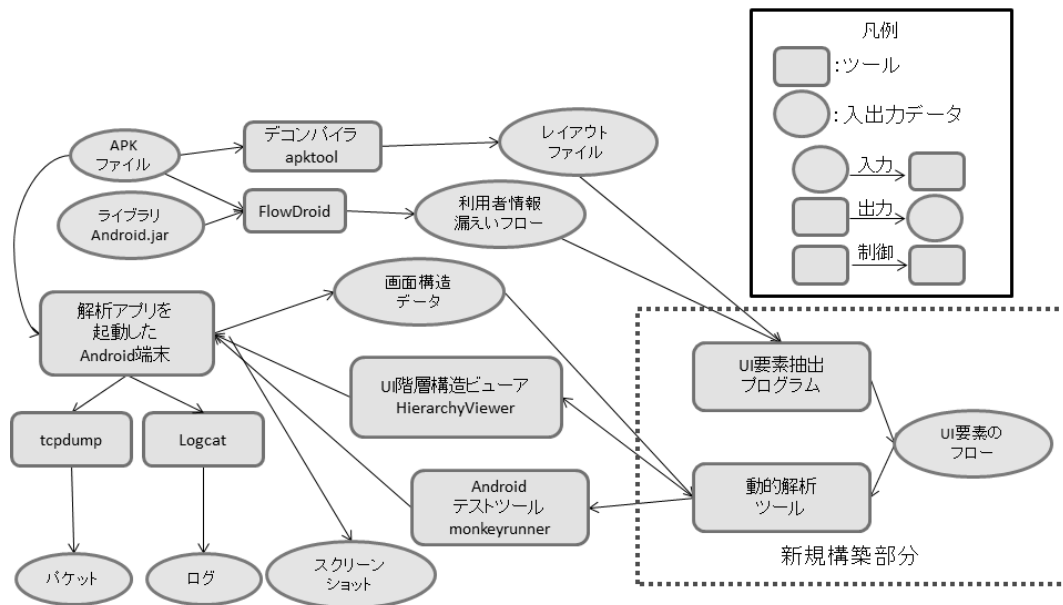 凡例
:ツール
:入出力データ
入力
出力
制御
APK
ファイル
デコンパイラ
apktool
レイアウト
ファイル
ライブラリ
Android.jar
FlowDroid
利用者情報
漏えいフロー
画面構造
データ
解析アプリを
起動した
Android端末
UI階層構造ビューア
HierarchyViewer
UI要素抽出
プログラム
UI要素の
フロー
tcpdump
Logcat
Android
テストツール
monkeyrunner
動的解析
ツール
新規構築部分
パケット
ログ
スクリーン
ショット